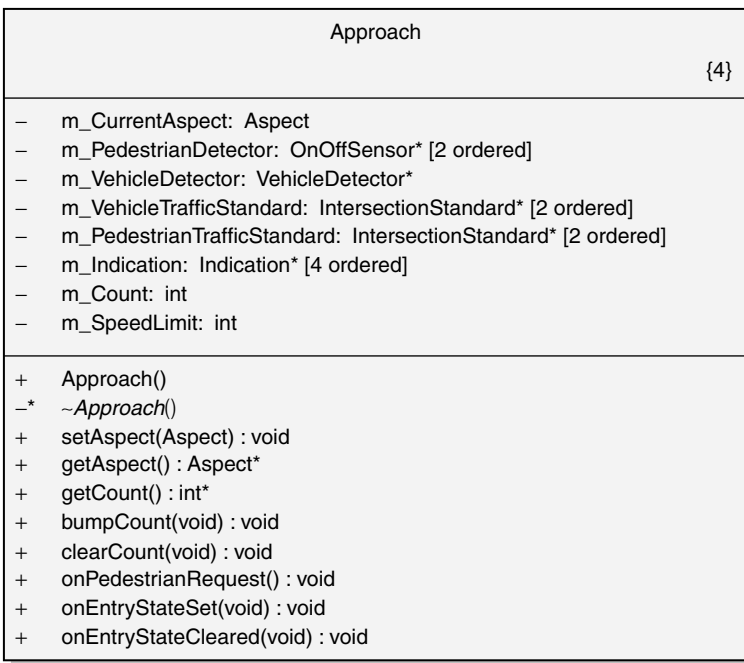 Approach
{4}
– m_CurrentAspect: Aspect
– m_PedestrianDetector: OnOffSensor* [2 ordered]
– m_VehicleDetector: VehicleDetector*
– m_VehicleTrafficStandard: IntersectionStandard* [2 ordered]
– m_PedestrianTrafficStandard: IntersectionStandard* [2 ordered]
– m_Indication: Indication* [4 ordered]
– m_Count: int
– m_SpeedLimit: int
+ Approach()
–* ~Approach()
+ setAspect(Aspect) : void
+ getAspect() : Aspect*
+ getCount() : int*
+ bumpCount(void) : void
+ clearCount(void) : void
+ onPedestrianRequest() : void
+ onEntryStateSet(void) : void
+ onEntryStateCleared(void) : void